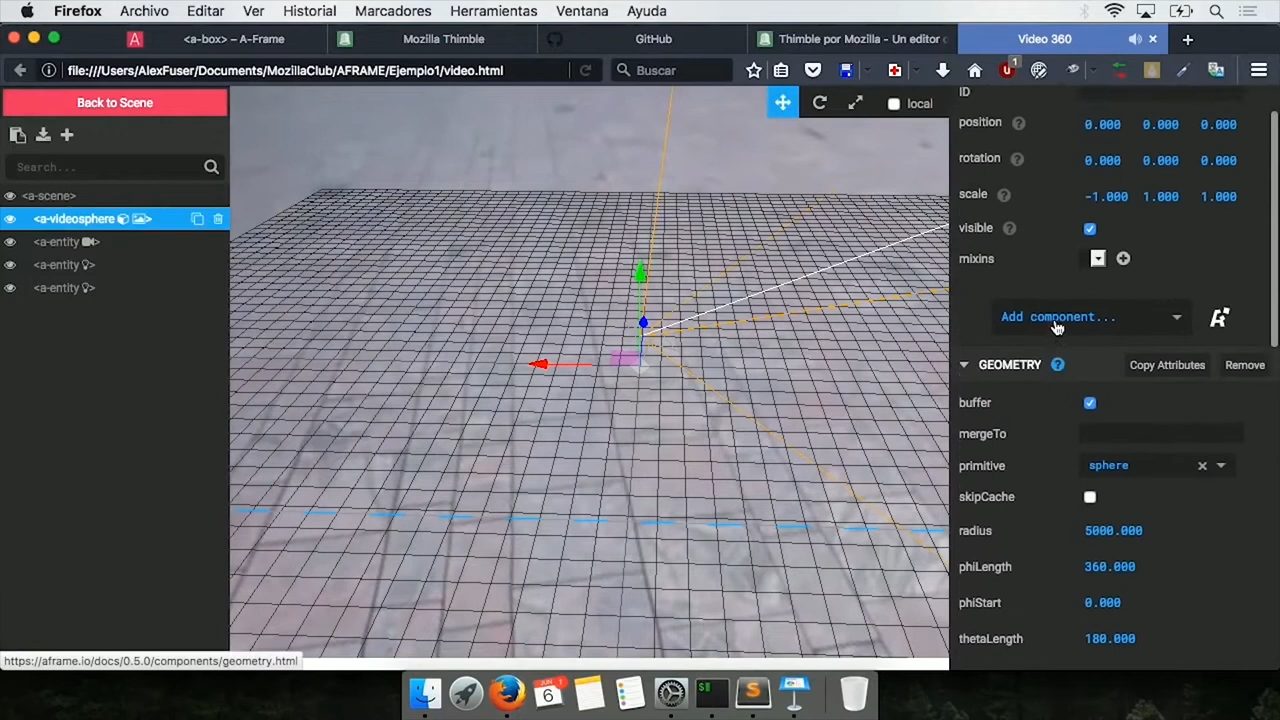 Firefox Archivo Editar Ver Historial Marcadores Herramientas Ventana Ayuda
<a-box> – A-Frame Mozilla Thimble GitHub Thimble por Mozilla - Un editor Video 360
file:///Users/AlexFuser/Documents/MozillaClub/AFRAME/Ejemplo1/video.html Buscar 1
Back to Scene
local
Search...
<a-scene>
<a-videosphere >
<a-entity >
<a-entity >
<a-entity >
ID
position 0.000 0.000 0.000
rotation 0.000 0.000 0.000
scale -1.000 1.000 1.000
visible
mixins
Add component...
GEOMETRY Copy Attributes Remove
buffer
mergeTo
primitive sphere
skipCache
radius 5000.000
phiLength 360.000
phiStart 0.000
thetaLength 180.000
https://aframe.io/docs/0.5.0/components/geometry.html
JUN 1
6
$
S